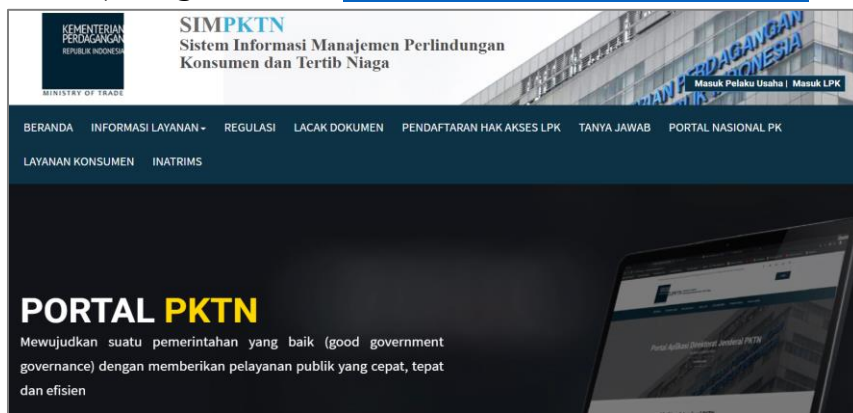 KEMENTERIAN
PERDAGANGAN
REPUBLIK INDONESIA
MINISTRY OF TRADE
SIMPKTN
Sistem Informasi Manajemen Perlindungan
Konsumen dan Tertib Niaga
PERDAGANGAN
INDONESIA
Masuk Pelaku Usaha | Masuk LPK
BERANDA INFORMASI LAYANAN REGULASI LACAK DOKUMEN PENDAFTARAN HAK AKSES LPK TANYA JAWAB PORTAL NASIONAL PK
LAYANAN KONSUMEN INATRIMS
PORTAL PKTN
Mewujudkan suatu pemerintahan yang baik (good government
governance) dengan memberikan pelayanan publik yang cepat, tepat
dan efisien
Portal Aplikasi Direktorat Jenderal PKTN